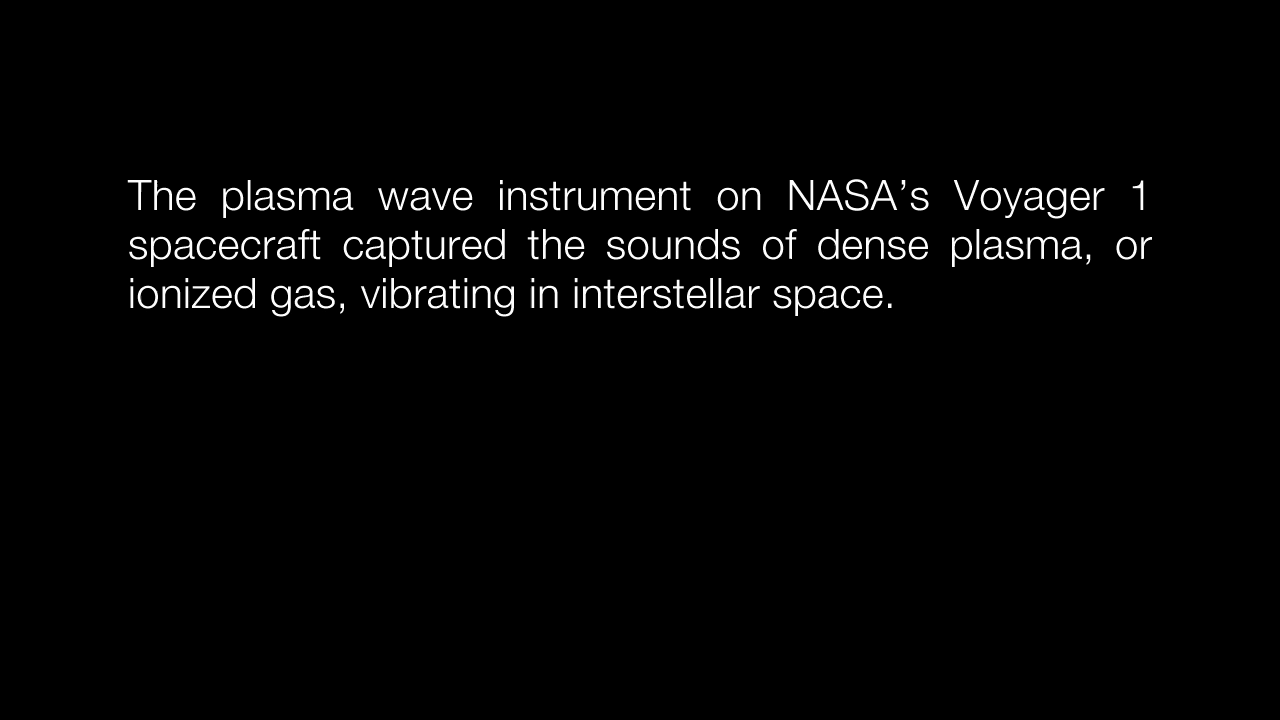 The plasma wave instrument on NASA’s Voyager 1
spacecraft captured the sounds of dense plasma, or
ionized gas, vibrating in interstellar space.